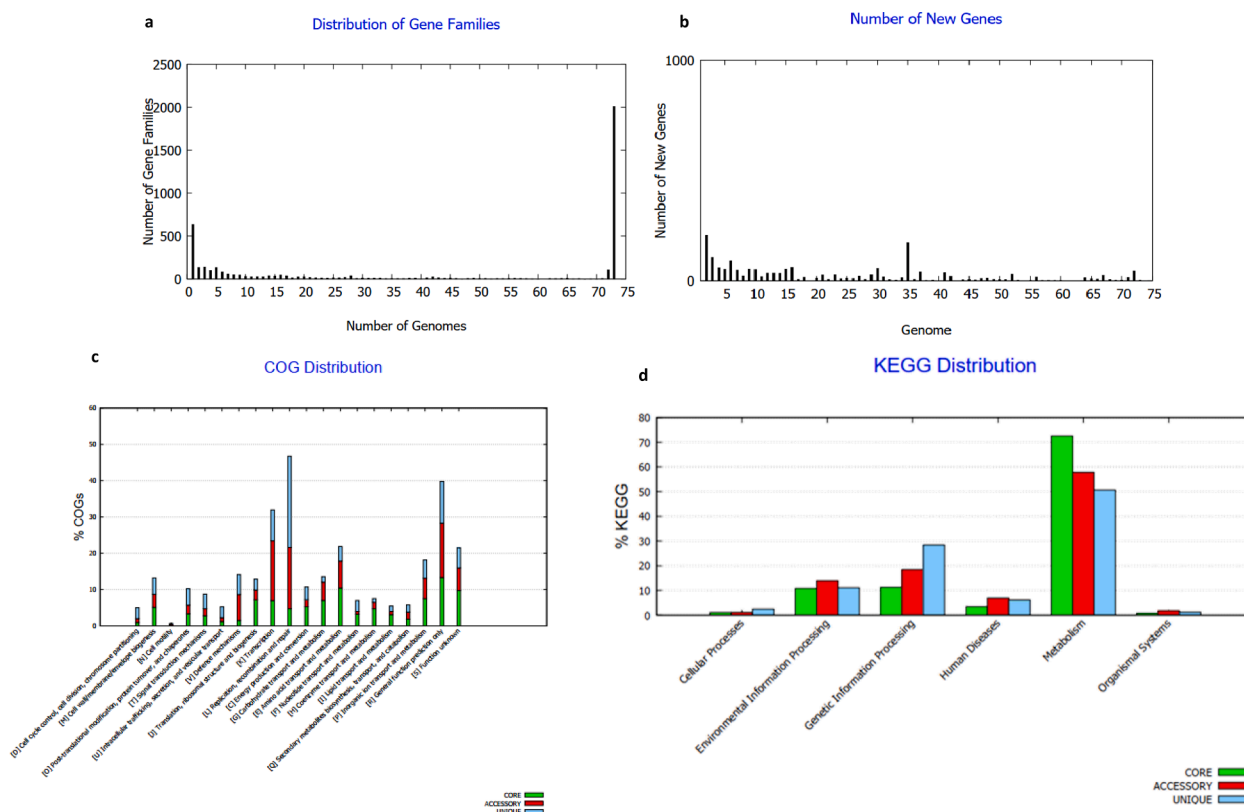 a
Distribution of Gene Families
Number of Gene Families
2500
2000
1500
1000
500
0
0 5 10 15 20 25 30 35 40 45 50 55 60 65 70 75
Number of Genomes
b
Number of New Genes
Number of New Genes
1000
500
0
5 10 15 20 25 30 35 40 45 50 55 60 65 70 75
Genome
c
COG Distribution
% COGs
60
50
40
30
20
10
0
[D] Cell cycle control, cell division, chromosome partitioning
[M] Cell wall/membrane/envelope biogenesis
[N] Cell motility
[O] Post-translational modification, protein turnover, and chaperones
[T] Signal transduction mechanisms
[U] Intracellular trafficking, secretion, and vesicular transport
[V] Defense mechanisms
[J] Translation, ribosomal structure and biogenesis
[K] Transcription
[L] Replication, recombination and repair
[C] Energy production and conversion
[G] Carbohydrate transport and metabolism
[E] Amino acid transport and metabolism
[F] Nucleotide transport and metabolism
[H] Coenzyme transport and metabolism
[I] Lipid transport and metabolism
[Q] Secondary metabolites biosynthesis, transport, and catabolism
[P] Inorganic ion transport and metabolism
[R] General function prediction only
[S] Function unknown
CORE
ACCESSORY
UNIQUE
d
KEGG Distribution
% KEGG
80
70
60
50
40
30
20
10
0
Cellular Processes
Environmental Information Processing
Genetic Information Processing
Human Diseases
Metabolism
Organismal Systems
CORE
ACCESSORY
UNIQUE